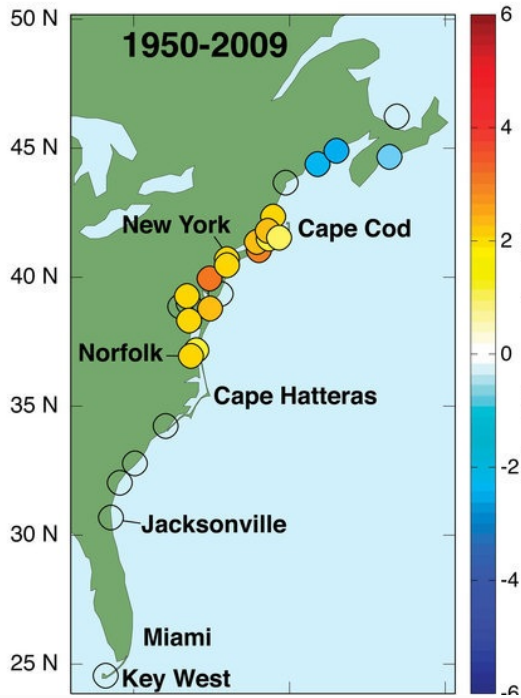 1950-2009
50 N
45 N
40 N
35 N
30 N
25 N
New York
Cape Cod
Norfolk
Cape Hatteras
Jacksonville
Miami
Key West
6
4
2
0
-2
-4
-6